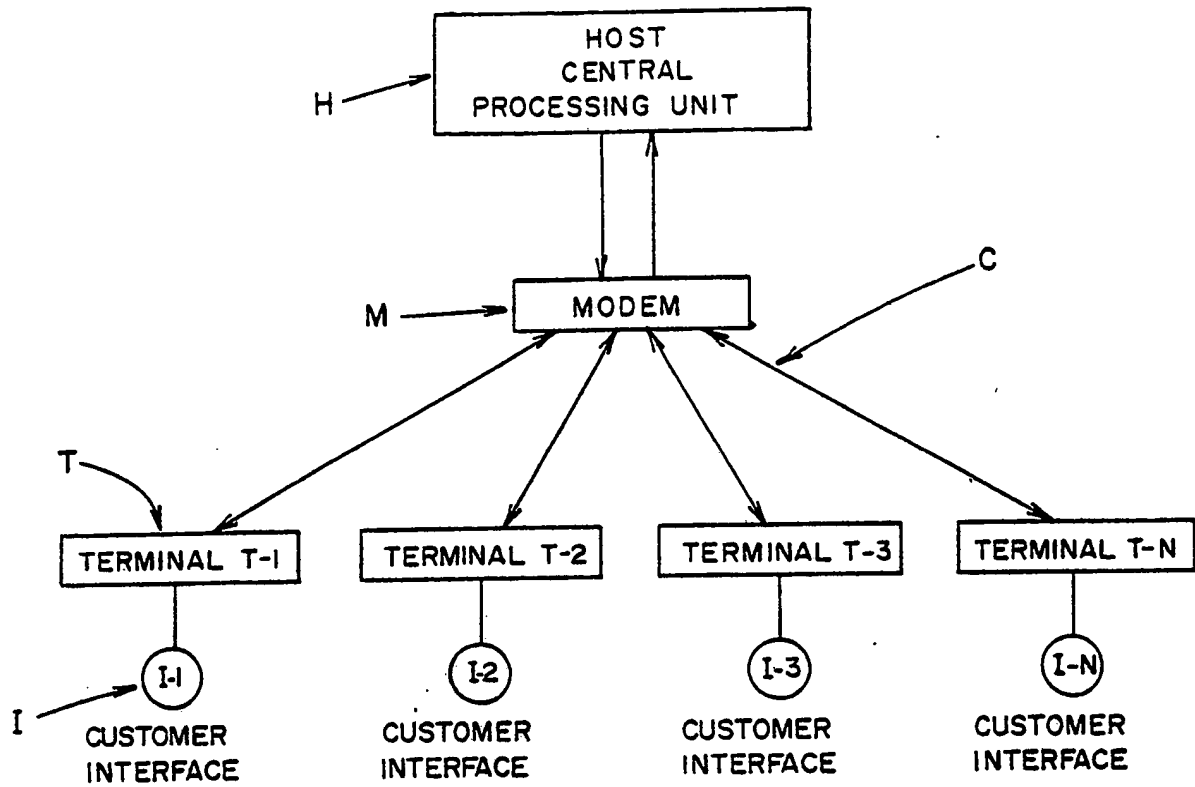 HOST
CENTRAL
PROCESSING UNIT
H
C
M
MODEM
T
TERMINAL T-1
TERMINAL T-2
TERMINAL T-3
TERMINAL T-N
I-1
I-2
I-3
I-N
I
CUSTOMER
INTERFACE
CUSTOMER
INTERFACE
CUSTOMER
INTERFACE
CUSTOMER
INTERFACE